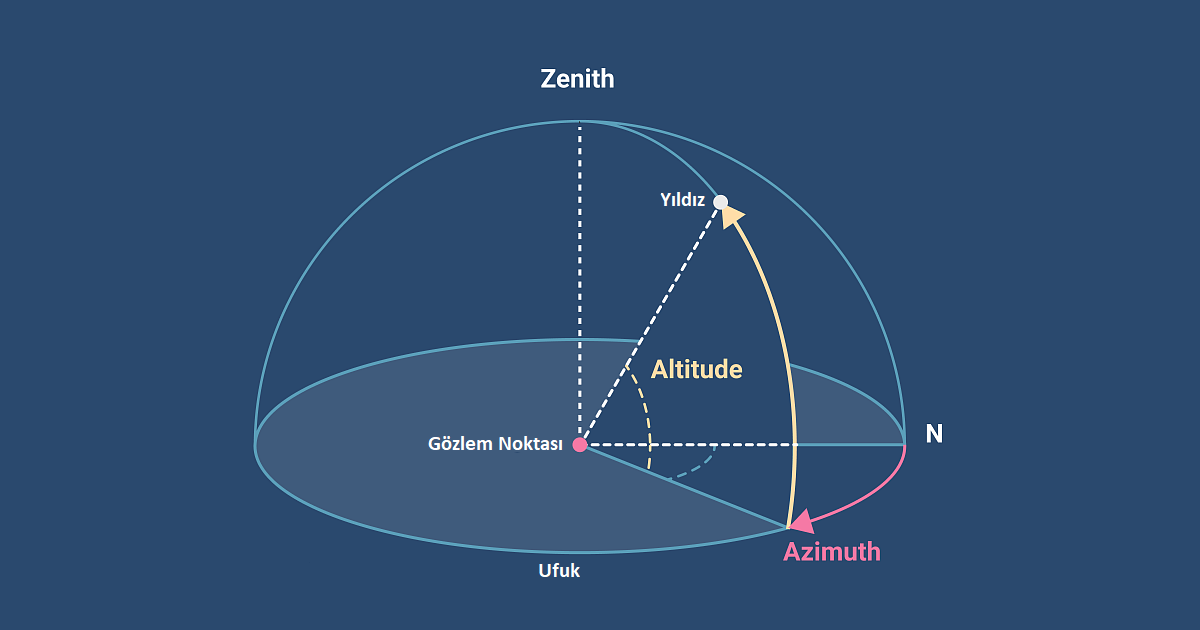 Zenith
Yıldız
Altitude
N
Gözlem Noktası
Azimuth
Ufuk